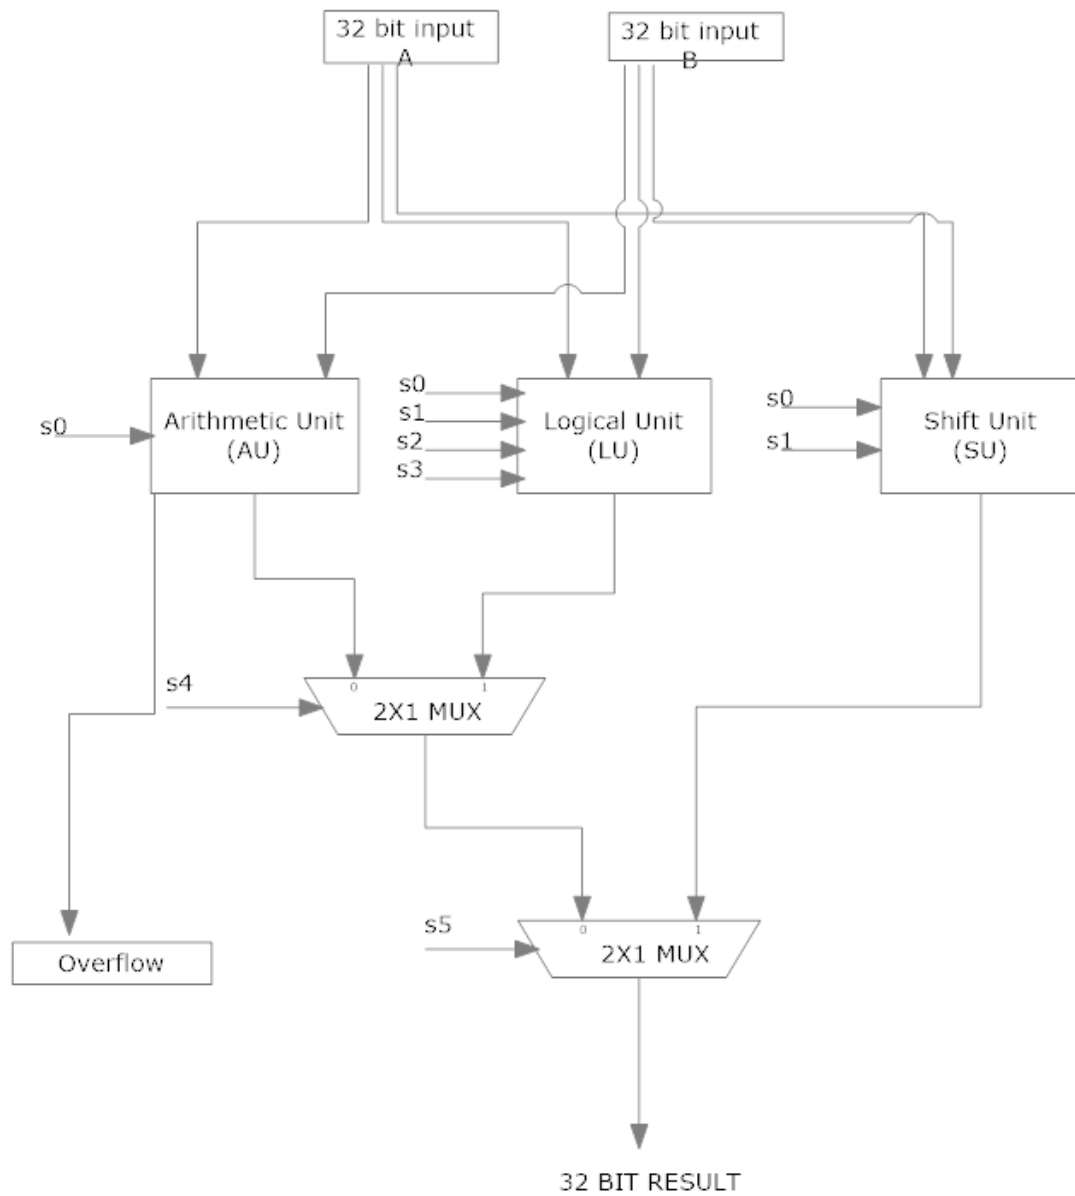 32 bit input
A
32 bit input
B
s0
Arithmetic Unit
(AU)
s0
s1
s2
s3
Logical Unit
(LU)
s0
s1
Shift Unit
(SU)
s4
0
1
2X1 MUX
s5
0
1
2X1 MUX
Overflow
32 BIT RESULT